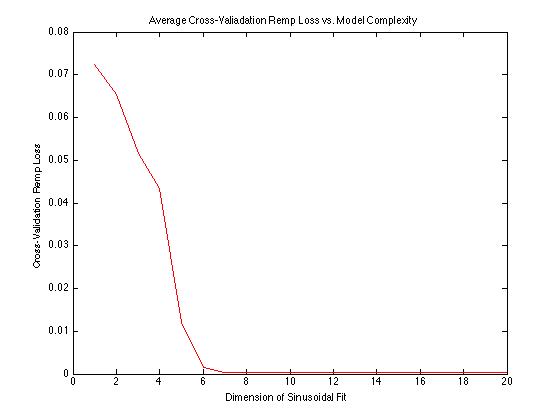 Average Cross-Valiadation Remp Loss vs. Model Complexity
0.08
0.07
0.06
0.05
0.04
0.03
0.02
0.01
0
Cross-Validation Remp Loss
0 2 4 6 8 10 12 14 16 18 20
Dimension of Sinusoidal Fit